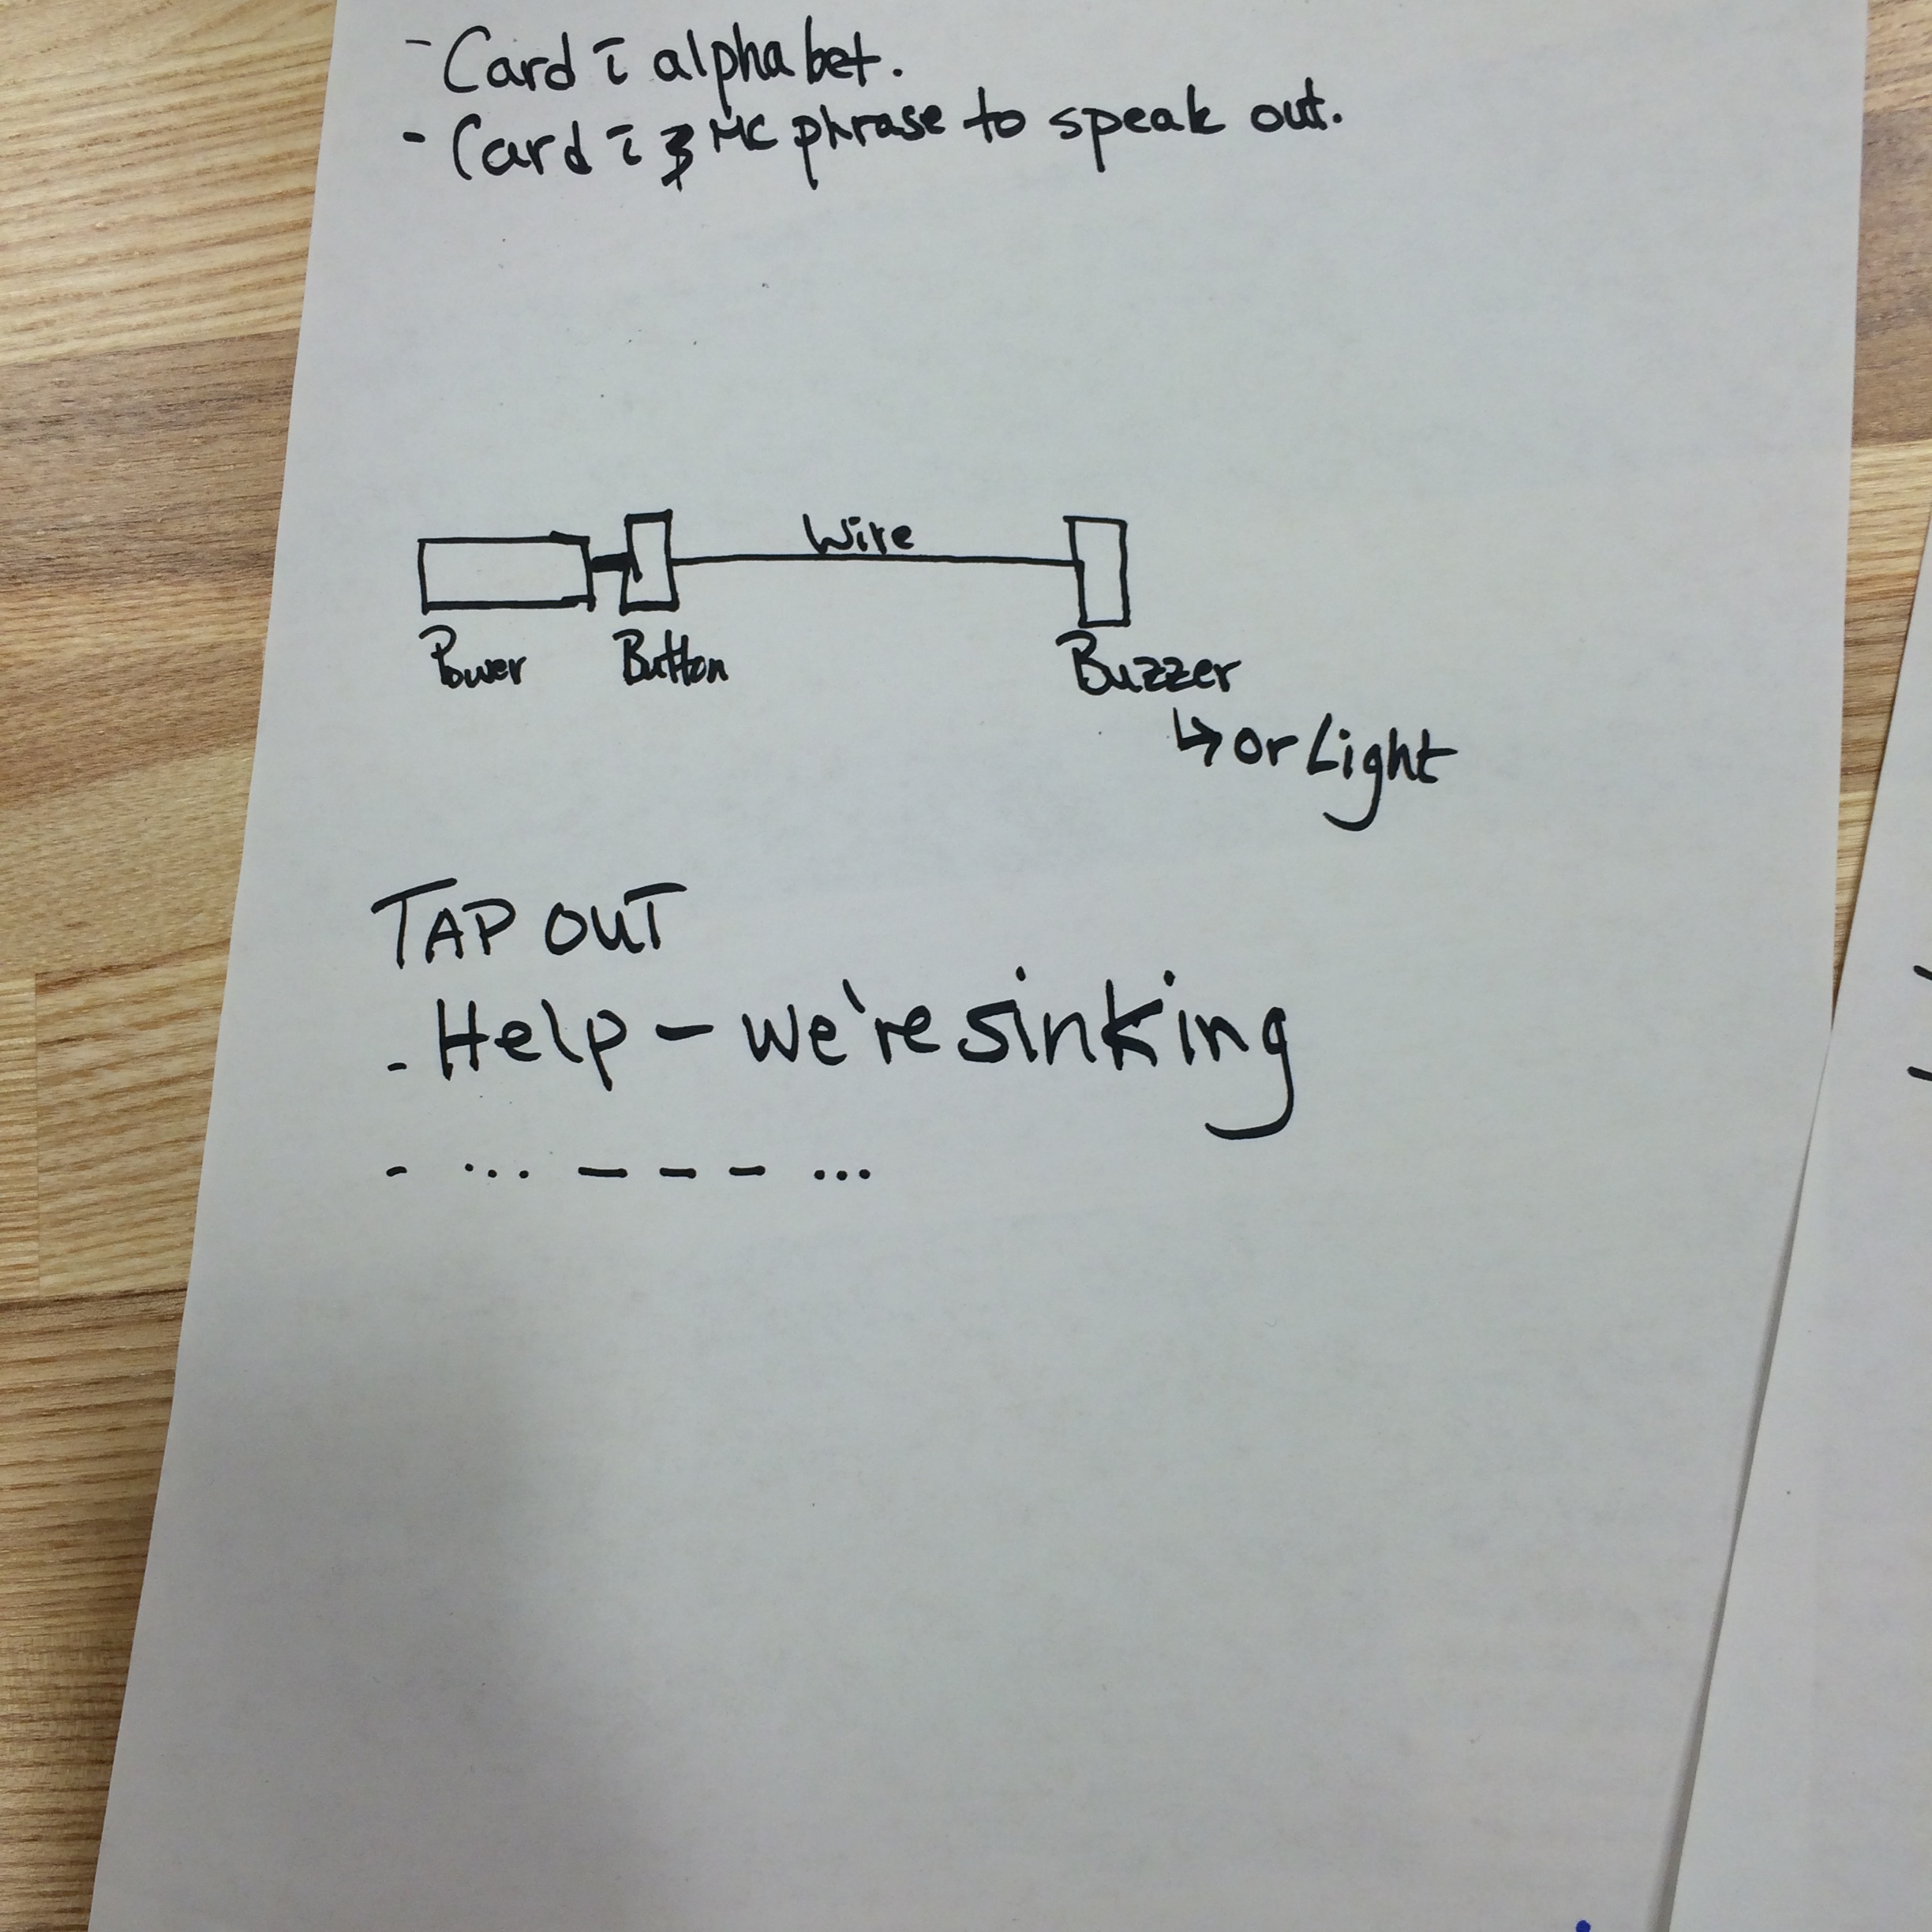 - Card c̄ alphabet.
- Card c̄ MC phrase to speak out.
Wire
Power Button Buzzer
↳ or Light
TAP OUT
- Help - we're sinking
- ... — — — ...